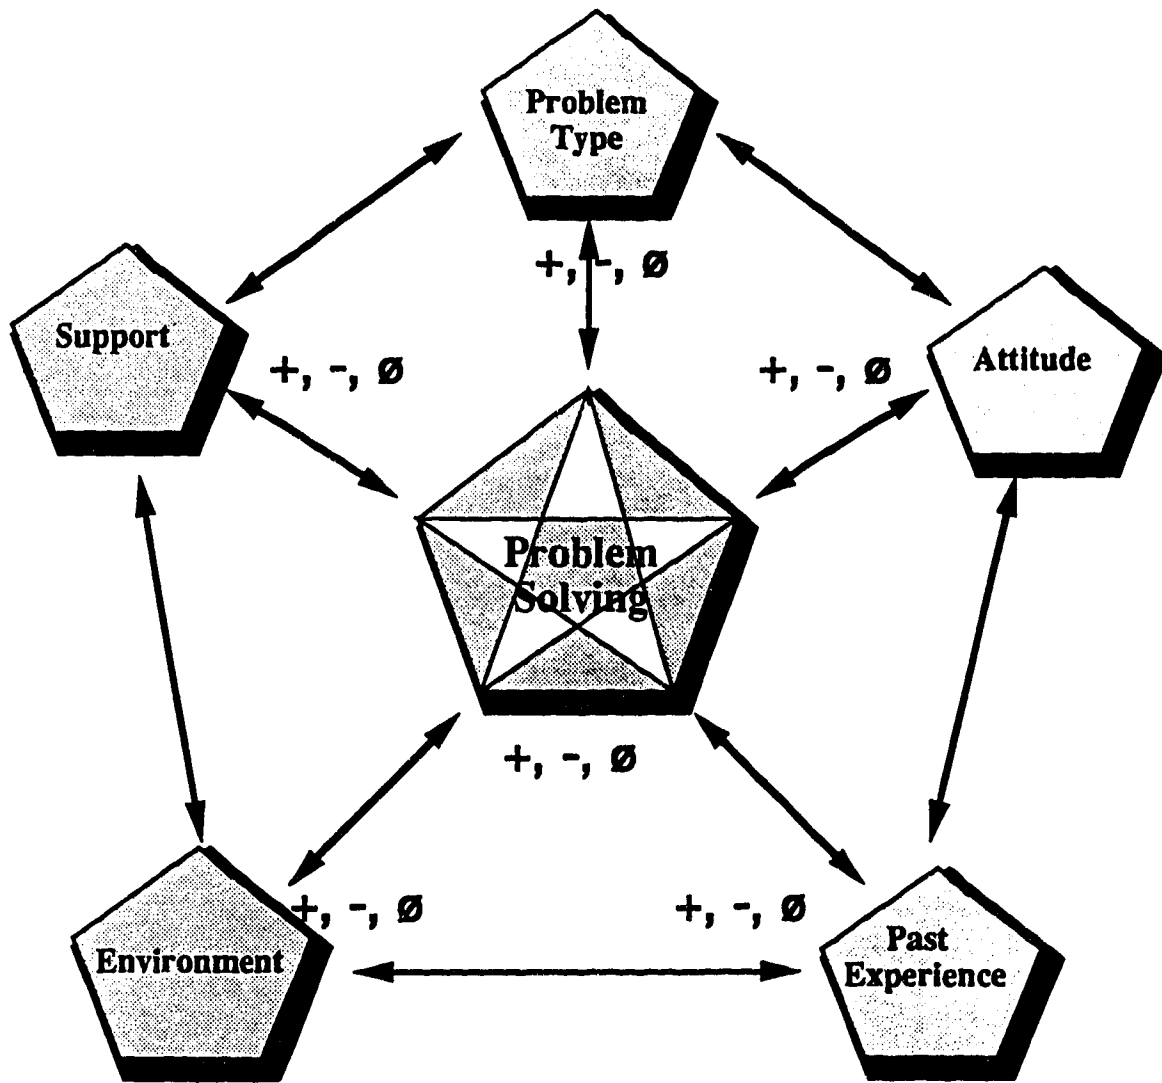 Problem
Type
+, -, Ø
Support
+, -, Ø
+, -, Ø
Attitude
Problem
Solving
+, -, Ø
+, -, Ø
+, -, Ø
Environment
Past
Experience